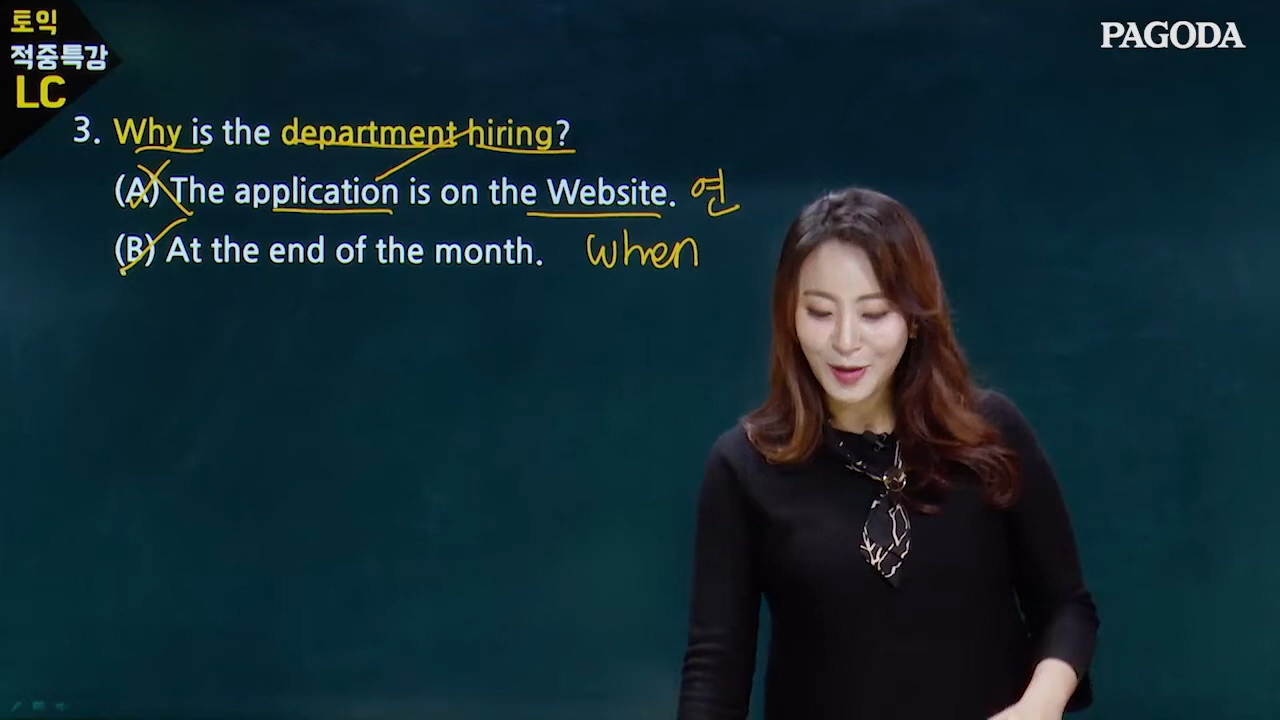 토익
적중특강
LC
PAGODA
3. Why is the department hiring?
(A) The application is on the Website. 연
(B) At the end of the month. when